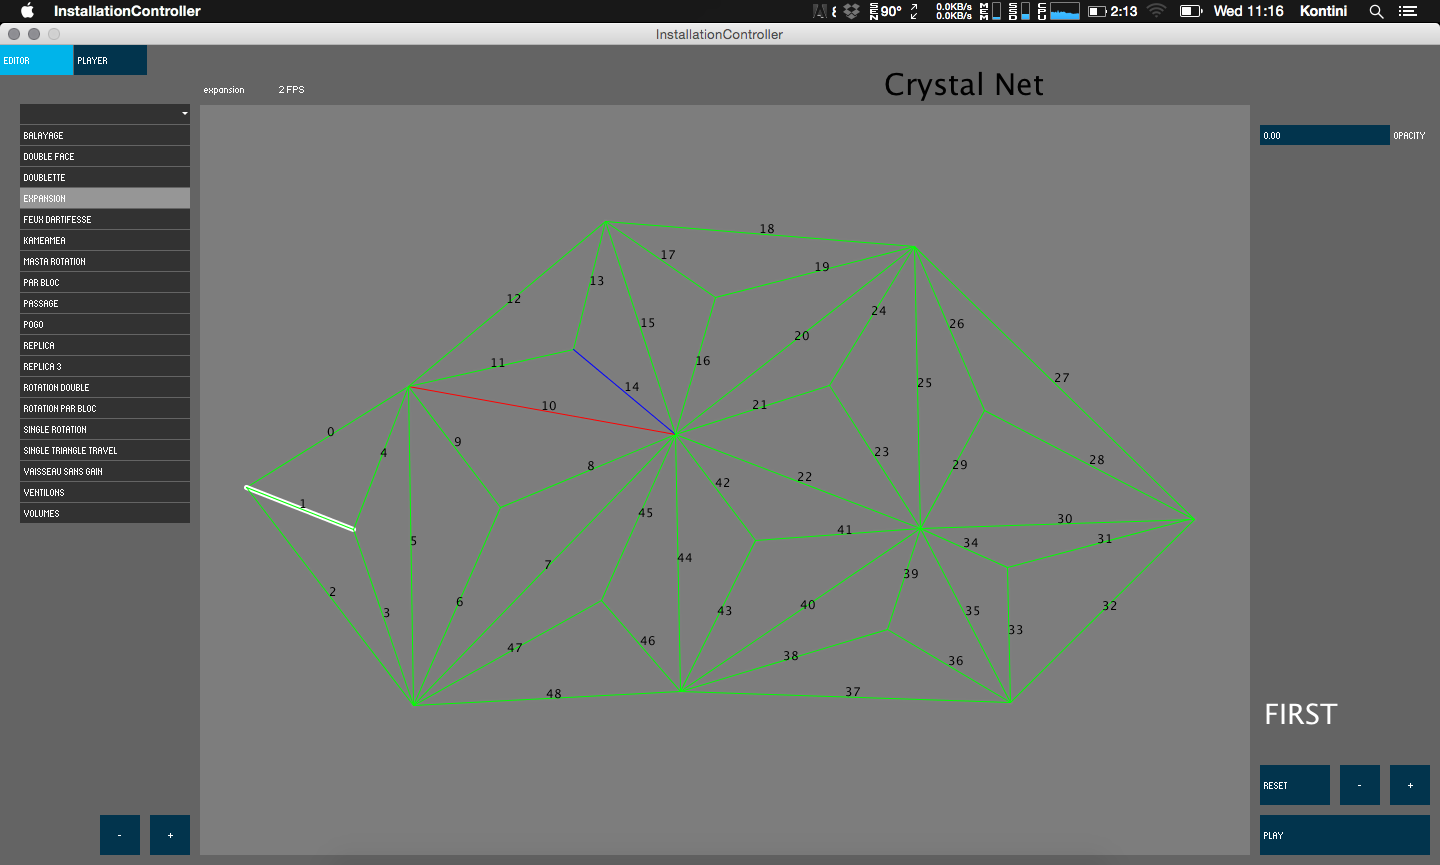 InstallationController
SEN 90° 0.0KB/s 0.0KB/s MEM SSD CPU 2:13 Wed 11:16 Kontini
InstallationController
EDITOR PLAYER
Crystal Net
expansion 2 FPS
BALAYAGE
DOUBLE FACE
DOUBLETTE
EXPANSION
FEUX DARTIFESSE
KAMEAMEA
MASTA ROTATION
PAR BLOC
PASSAGE
POGO
REPLICA
REPLICA 3
ROTATION DOUBLE
ROTATION PAR BLOC
SINGLE ROTATION
SINGLE TRIANGLE TRAVEL
VAISSEAU SANS GAIN
VENTILONS
VOLUMES
- +
18
17
19
13
12
24
15
26
20
16
11
27
25
14
21
10
0
9
4
23
28
29
8
22
42
1
45
30
41
5
31
34
44
7
39
2
6
40
32
3
43
35
33
46
47
38
36
37
48
0.00 OPACITY
FIRST
RESET - +
PLAY